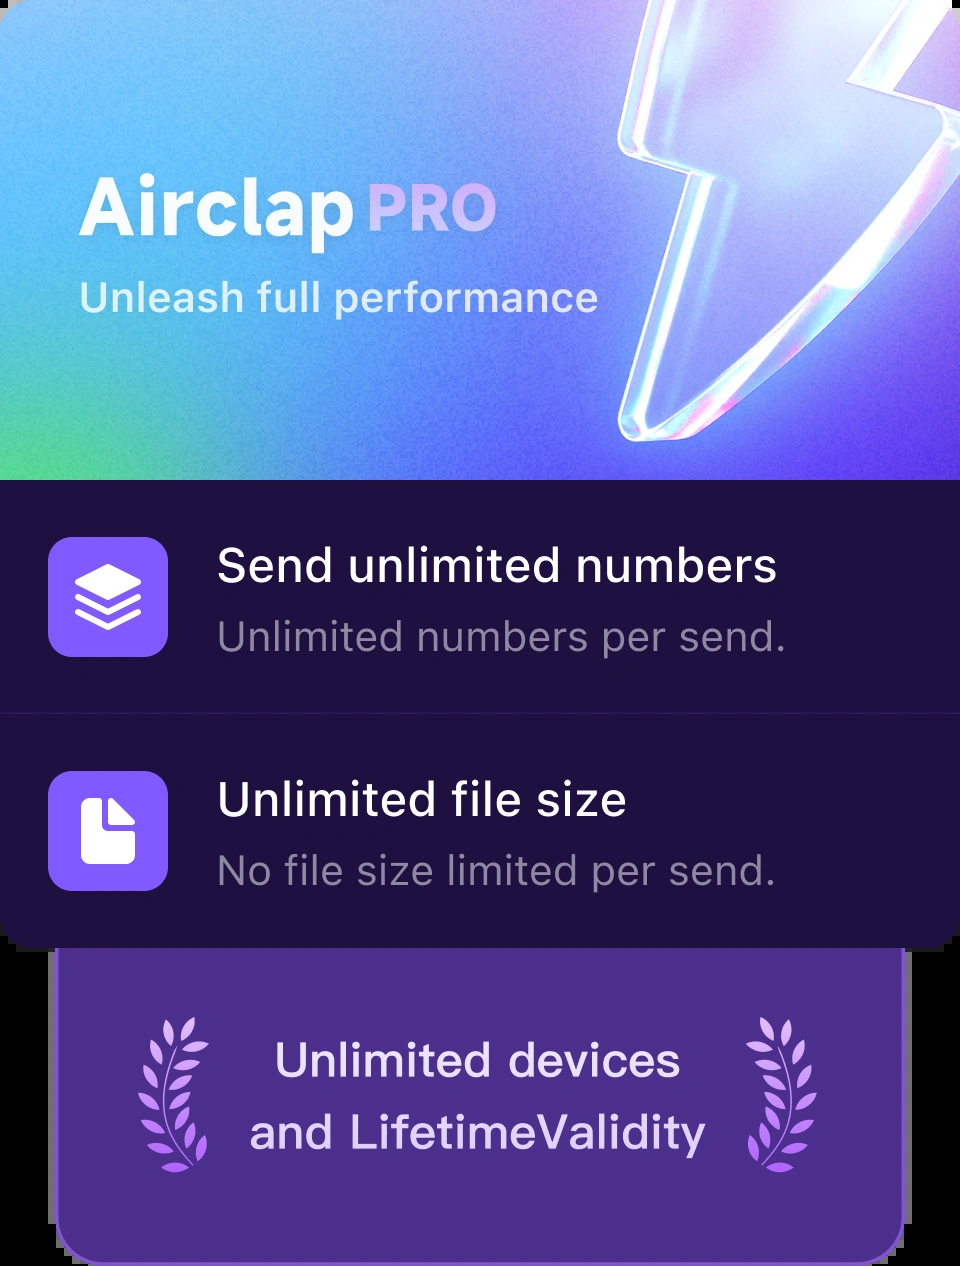 Airclap PRO
Unleash full performance
Send unlimited numbers
Unlimited numbers per send.
Unlimited file size
No file size limited per send.
Unlimited devices
and LifetimeValidity